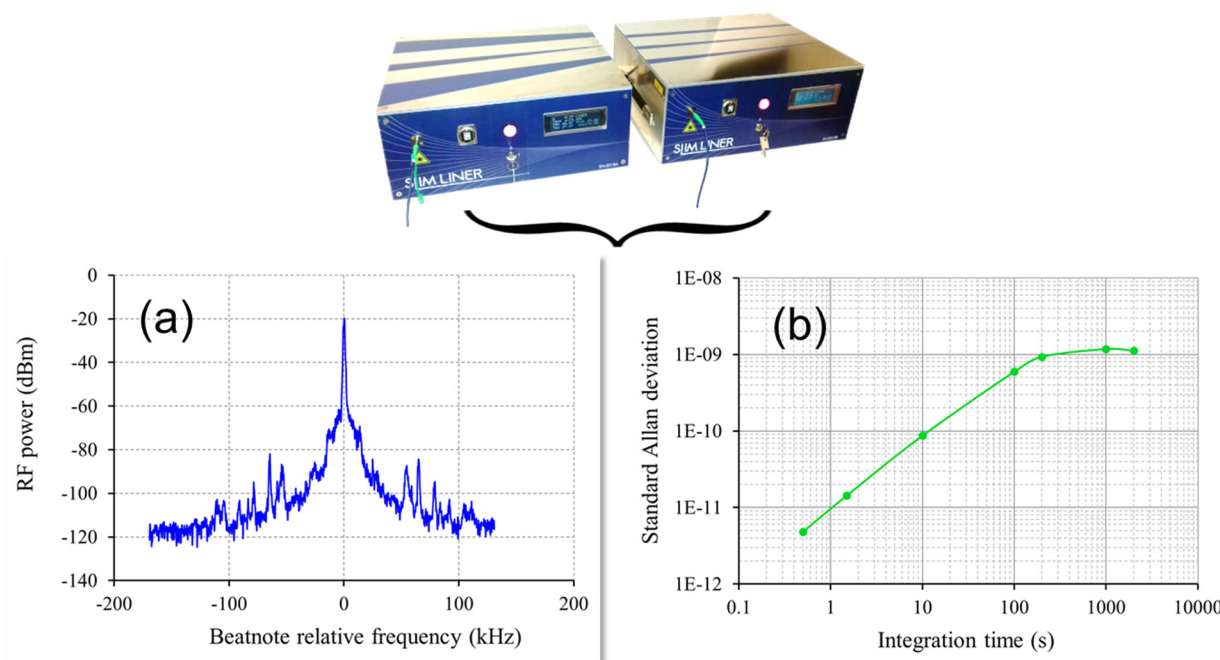 SLIM LINER
SLIM LINER
(a)
0
-20
-40
-60
-80
-100
-120
-140
-200
-100
0
100
200
RF power (dBm)
Beatnote relative frequency (kHz)
(b)
1E-08
1E-09
1E-10
1E-11
1E-12
0.1
1
10
100
1000
10000
Standard Allan deviation
Integration time (s)